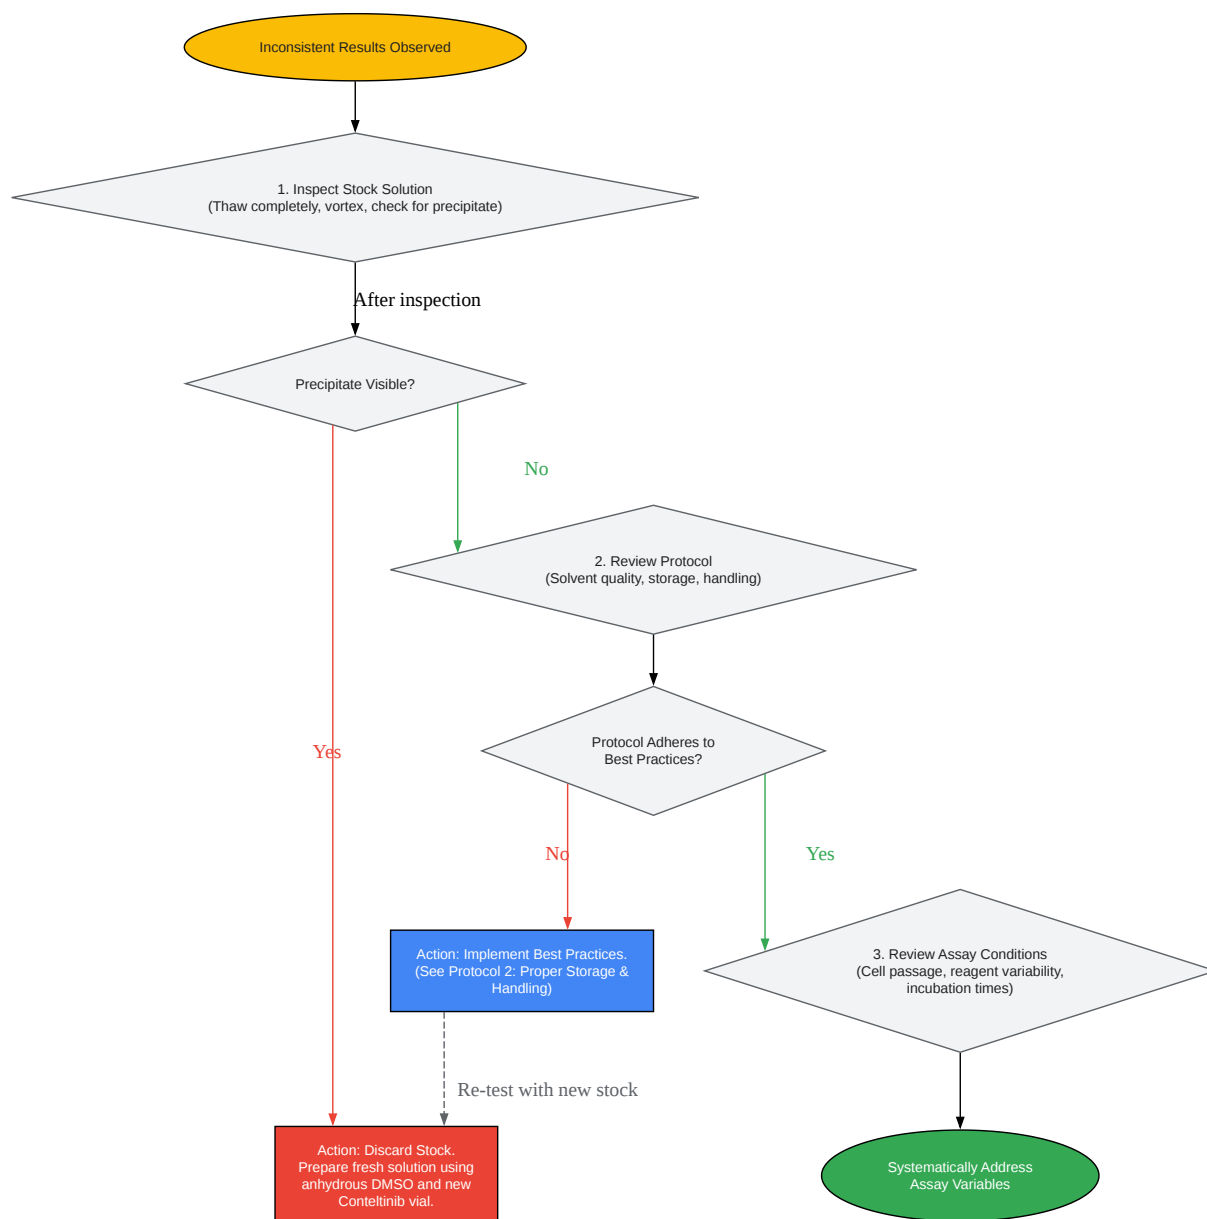 Inconsistent Results Observed
1. Inspect Stock Solution
(Thaw completely, vortex, check for precipitate)
After inspection
Precipitate Visible?
No
2. Review Protocol
(Solvent quality, storage, handling)
Yes
Protocol Adheres to
Best Practices?
No
Yes
Action: Implement Best Practices.
(See Protocol 2: Proper Storage &
Handling)
3. Review Assay Conditions
(Cell passage, reagent variability,
incubation times)
Re-test with new stock
Action: Discard Stock.
Prepare fresh solution using
anhydrous DMSO and new
Conteltinib vial.
Systematically Address
Assay Variables